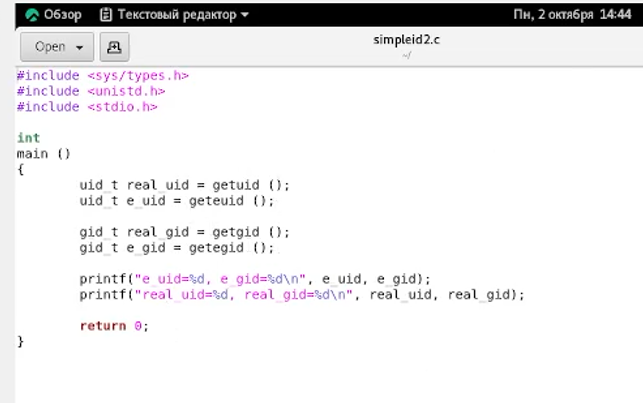 Обзор Текстовый редактор Пн, 2 октября 14:44
Open simpleid2.c
~/
#include <sys/types.h>
#include <unistd.h>
#include <stdio.h>
int
main ()
{
uid_t real_uid = getuid ();
uid_t e_uid = geteuid ();
gid_t real_gid = getgid ();
gid_t e_gid = getegid ();
printf("e_uid=%d, e_gid=%d\n", e_uid, e_gid);
printf("real_uid=%d, real_gid=%d\n", real_uid, real_gid);
return 0;
}